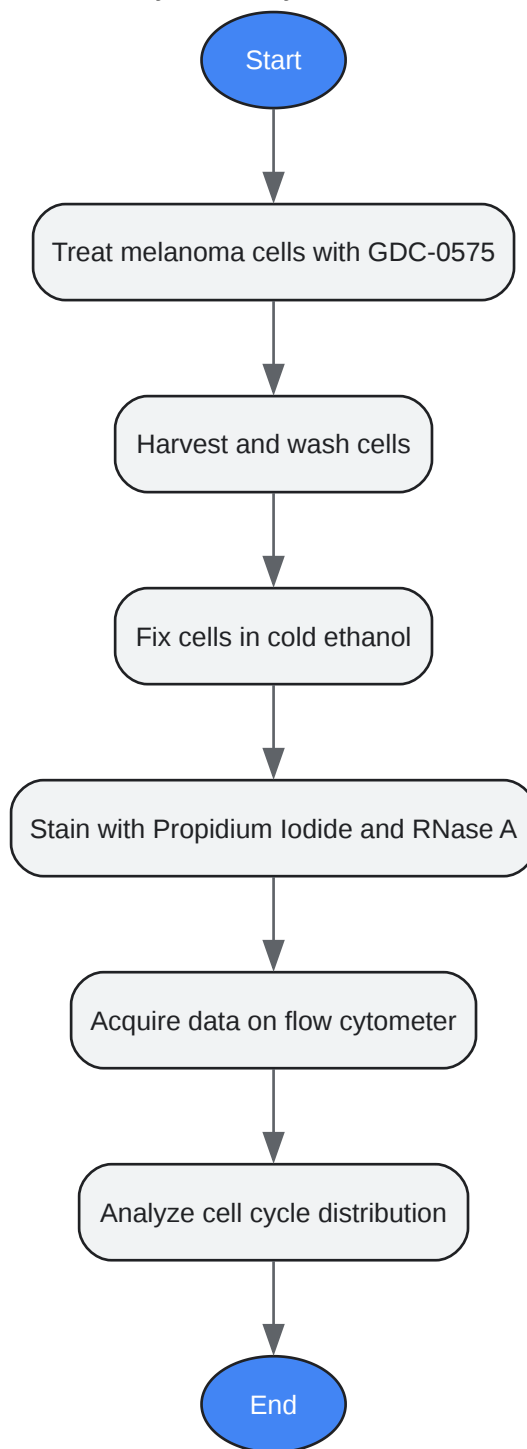 Start
Treat melanoma cells with GDC-0575
Harvest and wash cells
Fix cells in cold ethanol
Stain with Propidium Iodide and RNase A
Acquire data on flow cytometer
Analyze cell cycle distribution
End